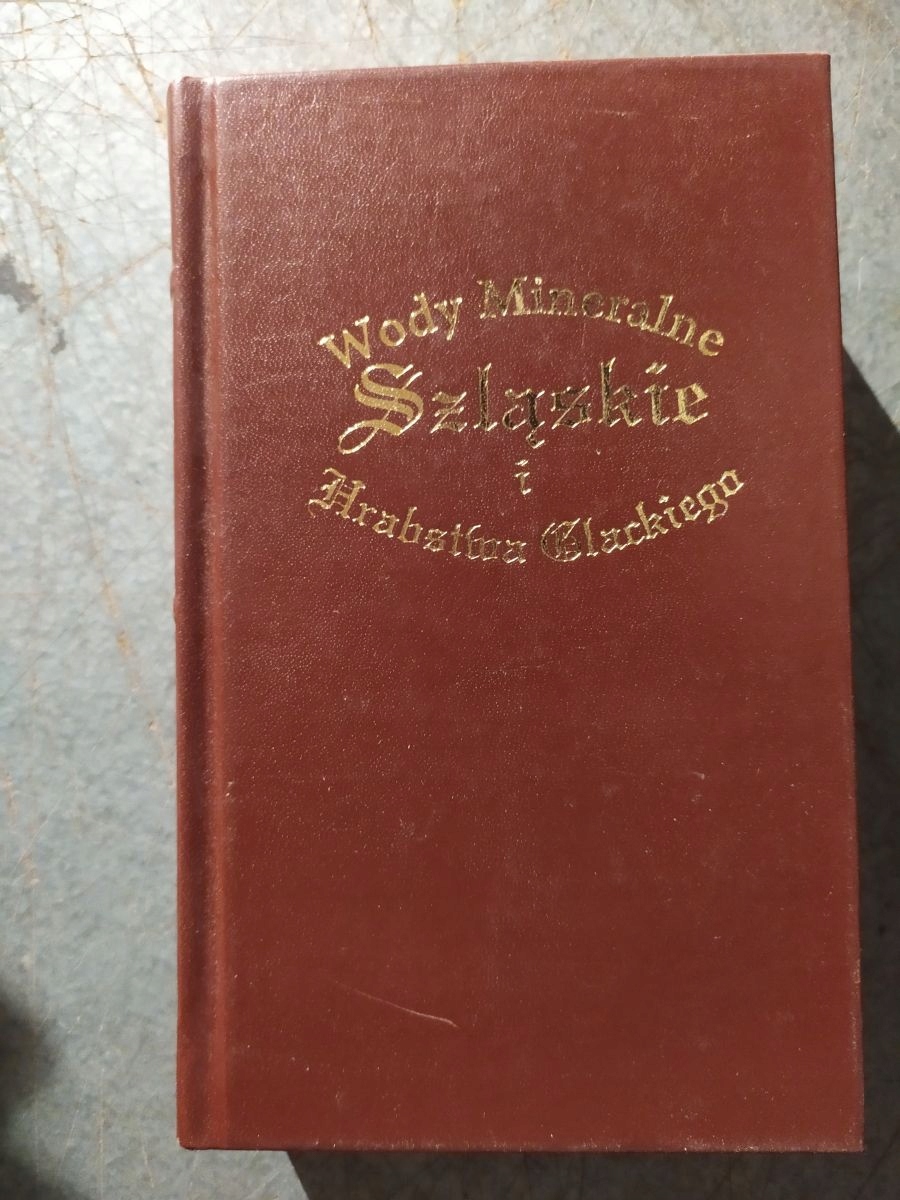 Wody Mineralne
Szląskie
i
Hrabstwa Glackiego